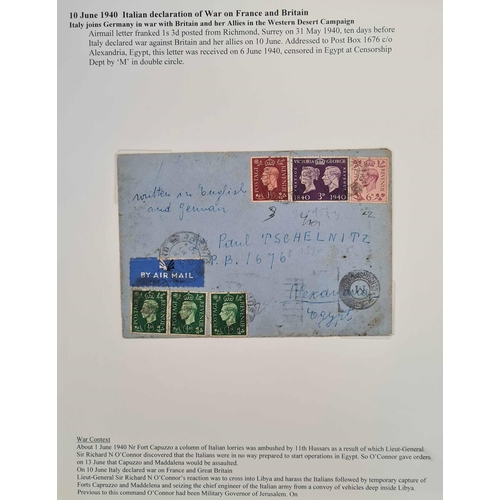 10 June 1940  Italian declaration of War on France and Britain
Italy joins Germany in war with Britain and her Allies in the Western Desert Campaign
Airmail letter franked 1s 3d posted from Richmond, Surrey on 31 May 1940, ten days before
Italy declared war against Britain and her allies on 10 June. Addressed to Post Box 1676 c/o
Alexandria, Egypt, this letter was received on 6 June 1940, censored in Egypt at Censorship
Dept by 'M' in double circle.
POSTAGE REVENUE
VICTORIA GEORGE
1840 3D 1940
written in English
and German
Paul TSCHELNITZ
P.B. 1676
BY AIR MAIL
Alexandria
Egypt
War Context
About 1 June 1940 Nr Fort Capuzzo a column of Italian lorries was ambushed by 11th Hussars as a result of which Lieut-General
Sir Richard N O'Connor discovered that the Italians were in no way prepared to start operations in Egypt. So O'Connor gave orders
on 13 June that Capuzzo and Maddalena would be assaulted.
On 10 June Italy declared war on France and Great Britain
Lieut-General Sir Richard N O'Connor's reaction was to cross into Libya and harass the Italians followed by temporary capture of
Forts Capuzzo and Maddelena and seizing the chief engineer of the Italian army from a convoy of vehicles deep inside Libya.
Previous to this command O'Connor had been Military Governor of Jerusalem. On